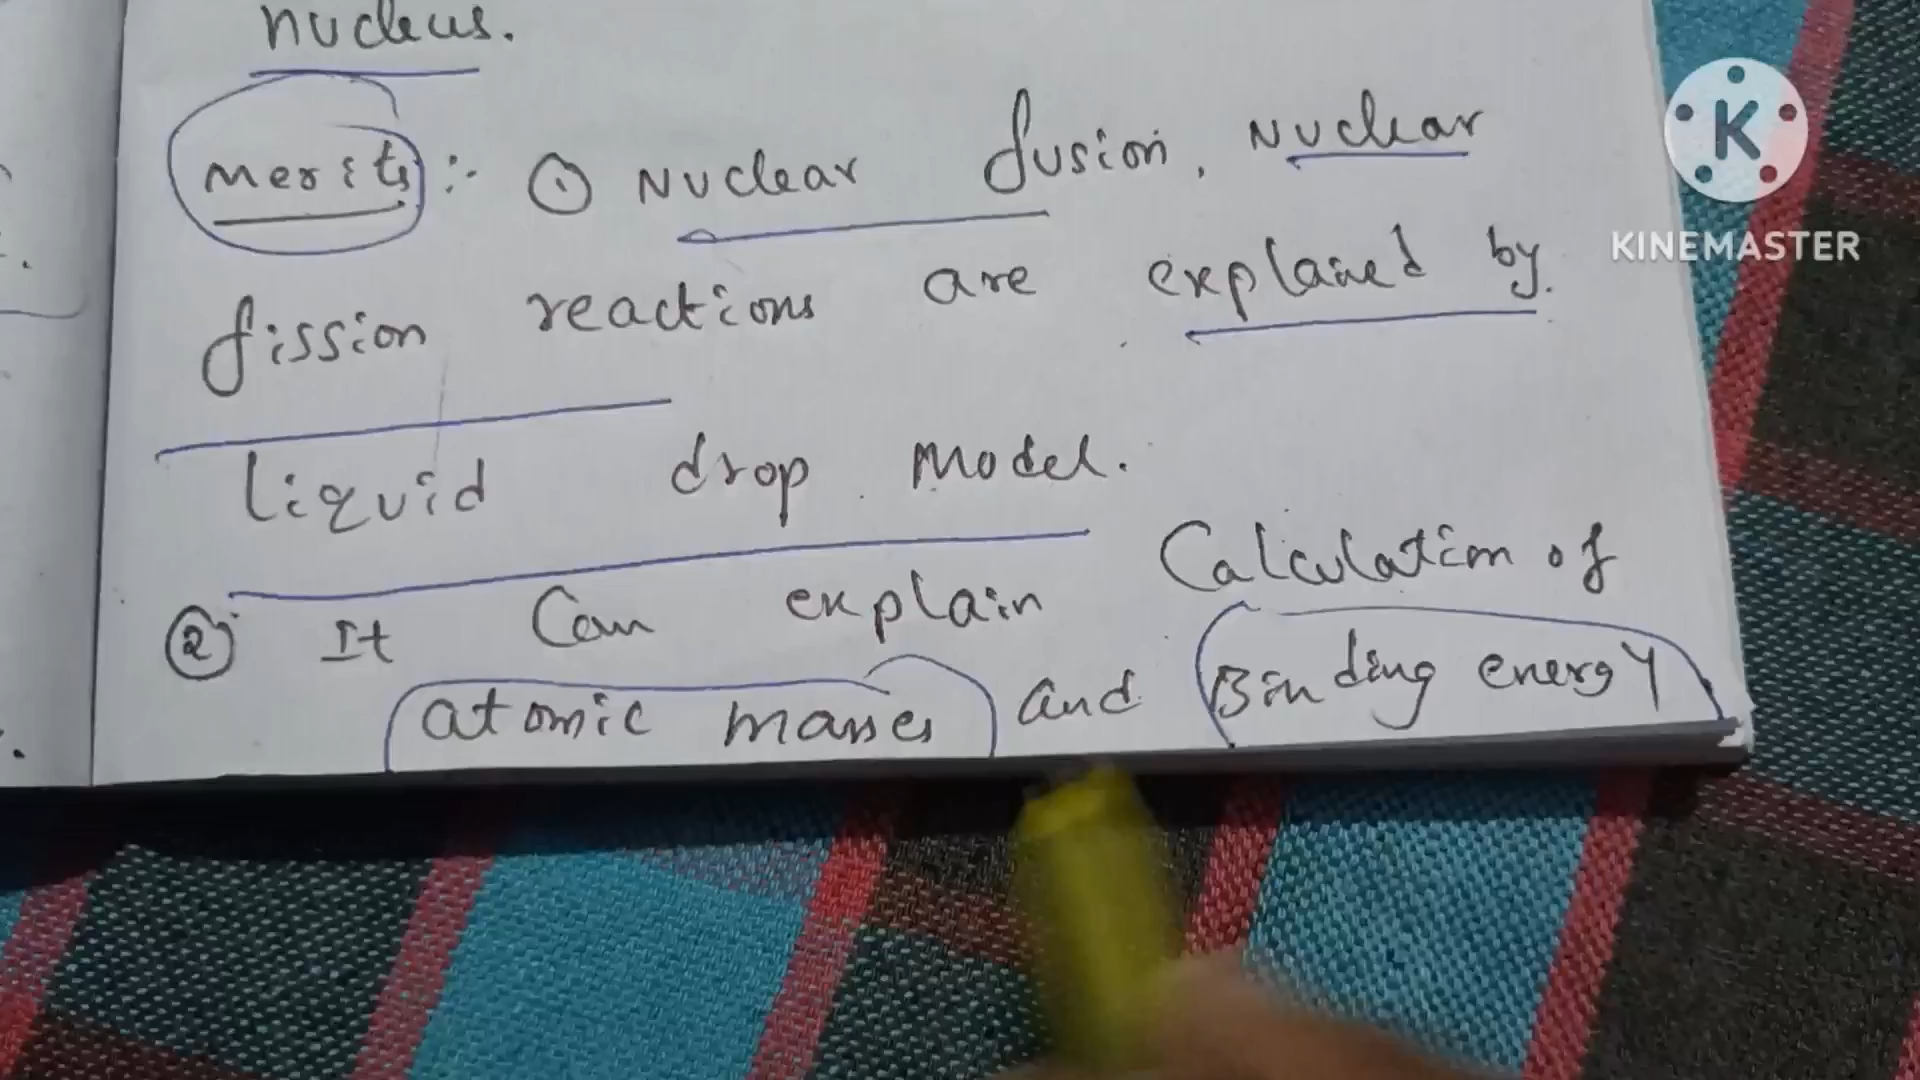 nucleus.
Merits :- ① Nuclear fusion, Nuclear
fission reactions are explained by.
liquid drop Model.
② It Can explain Calculation of
atomic masses and Binding energy
K
KINEMASTER